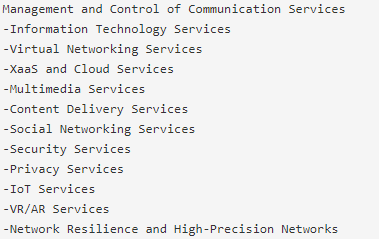 Management and Control of Communication Services
-Information Technology Services
-Virtual Networking Services
-XaaS and Cloud Services
-Multimedia Services
-Content Delivery Services
-Social Networking Services
-Security Services
-Privacy Services
-IoT Services
-VR/AR Services
-Network Resilience and High-Precision Networks